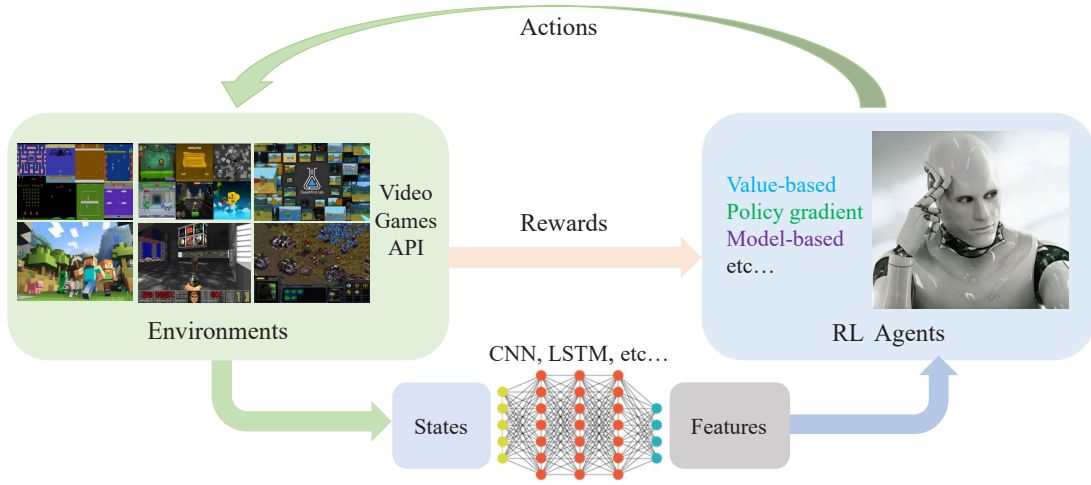 Actions
Video
Games
API
Environments
Rewards
Value-based
Policy gradient
Model-based
etc…
RL Agents
CNN, LSTM, etc…
States
Features